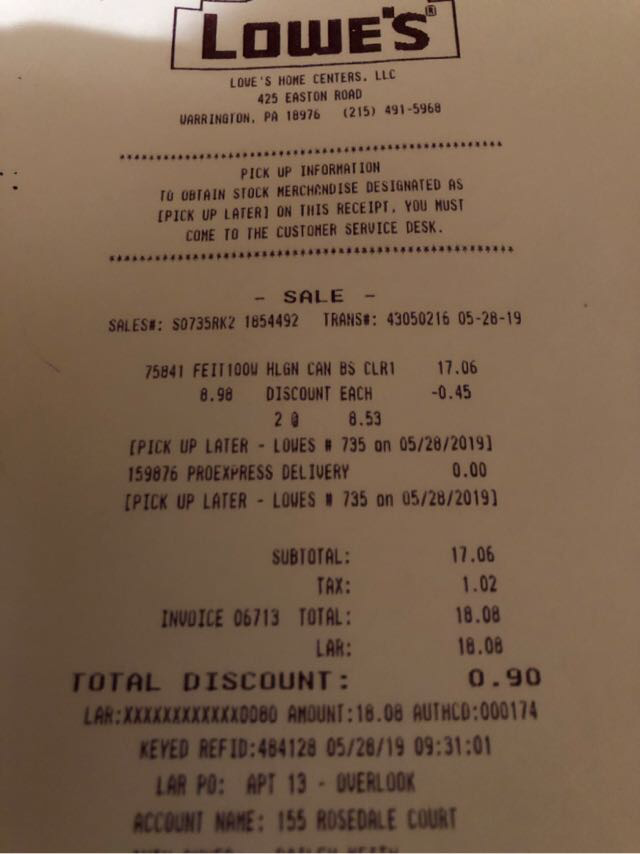 LOWE'S®
LOWE'S HOME CENTERS, LLC
425 EASTON ROAD
WARRINGTON, PA 18976 (215) 491-5968
PICK UP INFORMATION
TO OBTAIN STOCK MERCHANDISE DESIGNATED AS
[PICK UP LATER] ON THIS RECEIPT, YOU MUST
COME TO THE CUSTOMER SERVICE DESK.
- SALE -
SALES#: S0735RK2 1854492 TRANS#: 43050216 05-28-19
75841 FEIT100W HLGN CAN BS CLR1 17.06
8.98 DISCOUNT EACH -0.45
2 @ 8.53
[PICK UP LATER - LOWES # 735 on 05/28/2019]
159876 PROEXPRESS DELIVERY 0.00
[PICK UP LATER - LOWES # 735 on 05/28/2019]
SUBTOTAL: 17.06
TAX: 1.02
INVOICE 06713 TOTAL: 18.08
LAR: 18.08
TOTAL DISCOUNT: 0.90
LAR:XXXXXXXXXXXX0080 AMOUNT:18.08 AUTHCD:000174
KEYED REFID:484128 05/28/19 09:31:01
LAR PO: APT 13 - OVERLOOK
ACCOUNT NAME: 155 ROSEDALE COURT